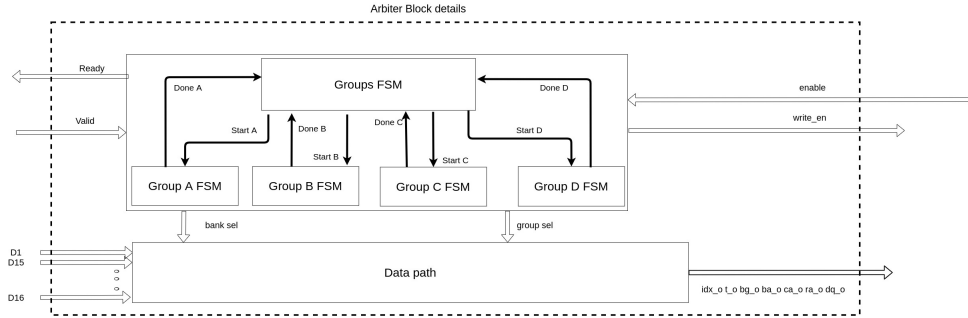 Arbiter Block details
Ready
Groups FSM
Done A
Done D
enable
Valid
Start A
Done B
Done C
Start D
write_en
Start B
Start C
Group A FSM
Group B FSM
Group C FSM
Group D FSM
bank sel
group sel
D1
D15
Data path
D16
idx_o t_o bg_o ba_o ca_o ra_o dq_o